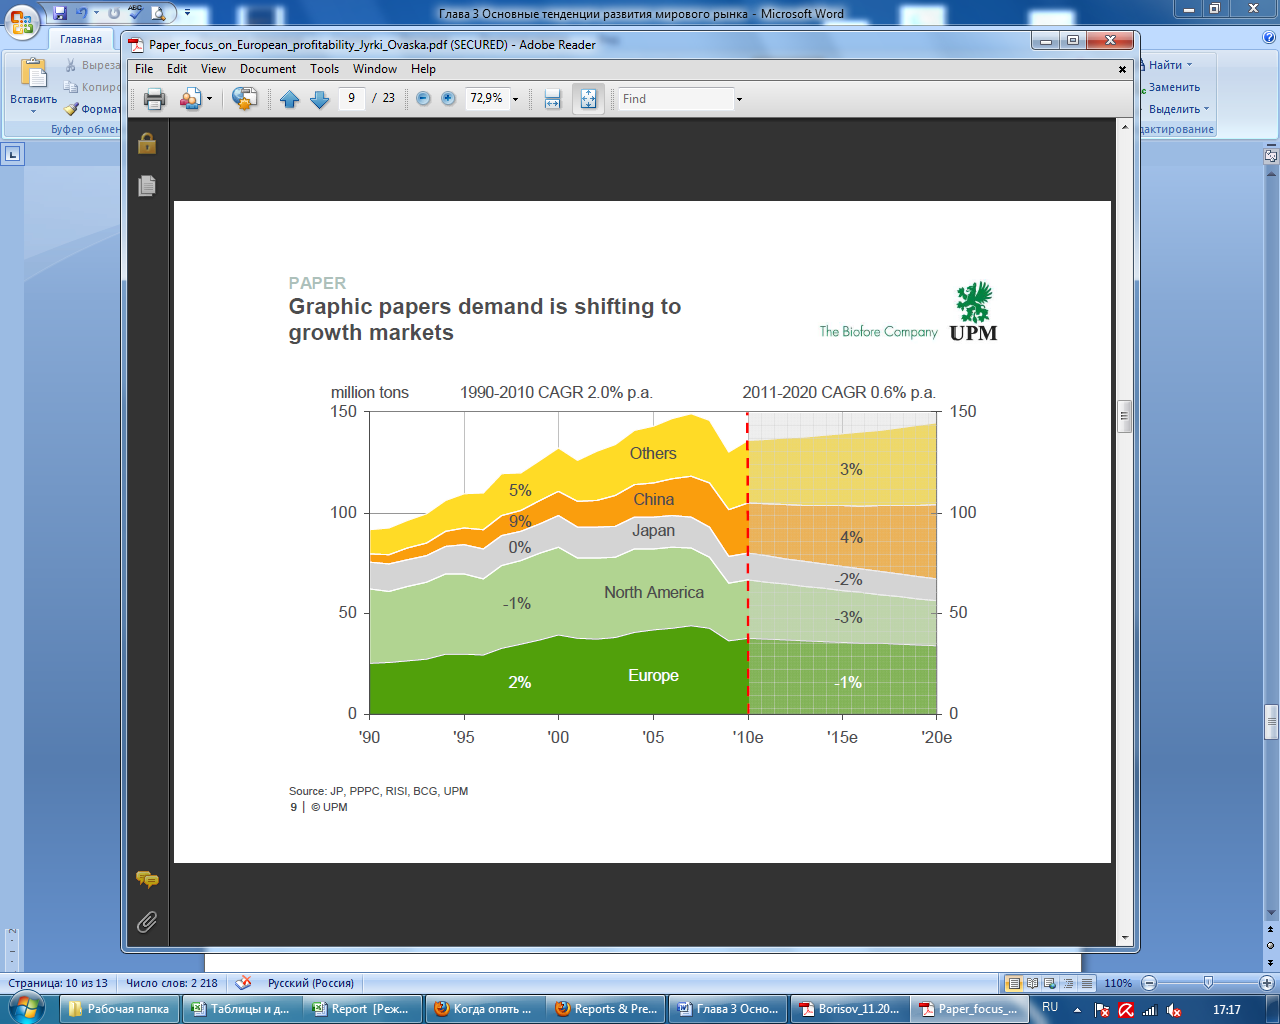 Глава 3 Основные тенденции развития мирового рынка - Microsoft Word
Главная
Paper_focus_on_European_profitability_Jyrki_Ovaska.pdf (SECURED) - Adobe Reader
File Edit View Document Tools Window Help
9 / 23 72,9% Find
Вставить
Выреза
Копирс
Формат
Буфер обмен
Найти
Заменить
Выделить
дактирование
PAPER
Graphic papers demand is shifting to
growth markets
The Biofore Company UPM
million tons 1990-2010 CAGR 2.0% p.a. 2011-2020 CAGR 0.6% p.a.
150 150
Others
3%
5%
China
100 100
9%
Japan
4%
0%
-2%
North America
-1%
50 50
-3%
Europe
2%
-1%
0 0
'90 '95 '00 '05 '10e '15e '20e
Source: JP, PPPC, RISI, BCG, UPM
9 | © UPM
Страница: 10 из 13 Число слов: 2 218 Русский (Россия) 110%
Рабочая папка Таблицы и д... Report [Реж... Когда опять ... Reports & Pre... Глава 3 Осно... Borisov_11.20... Paper_focus_... RU 17:17